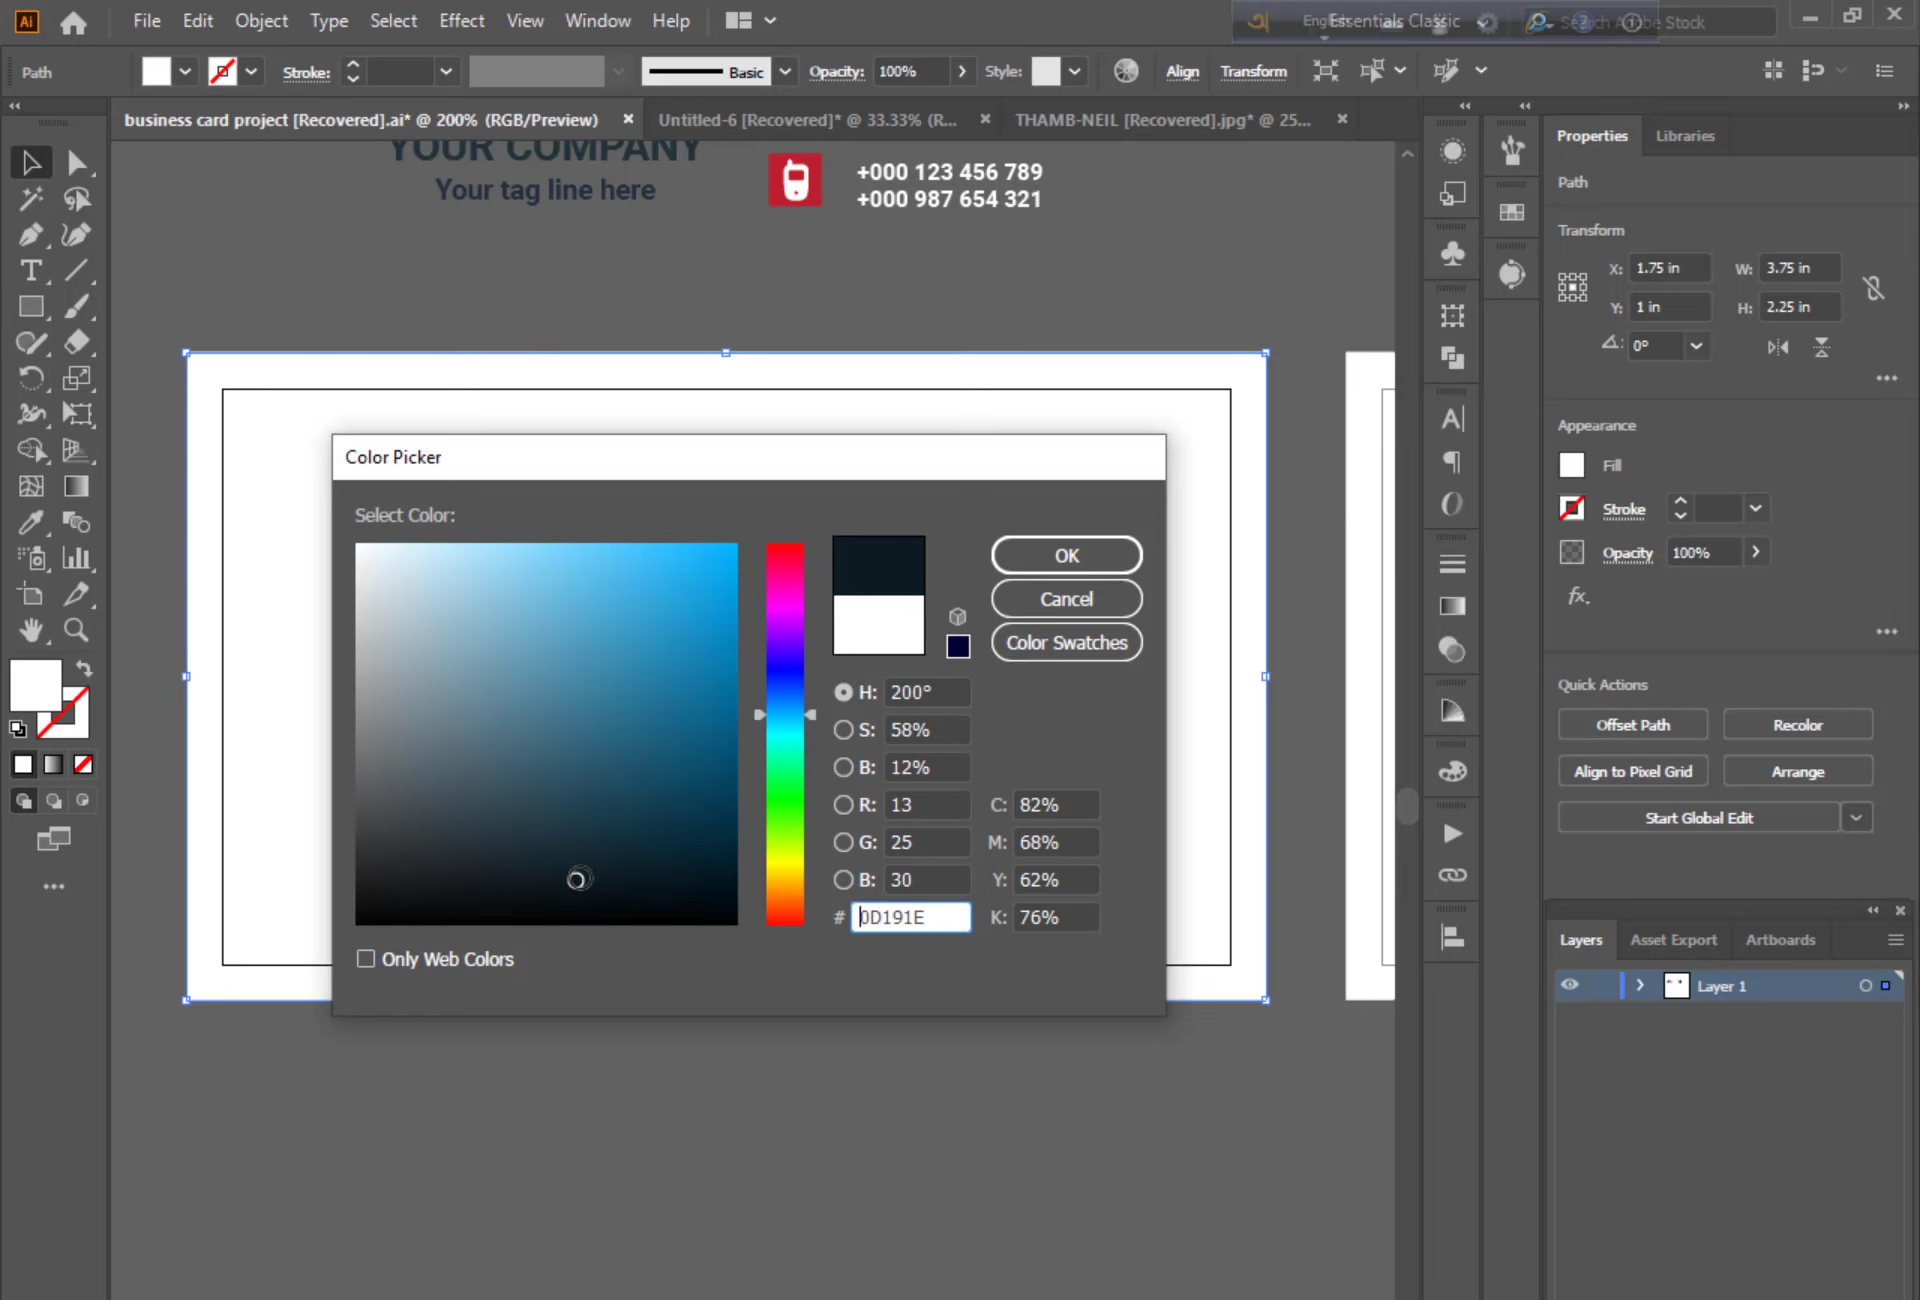 Ai File Edit Object Type Select Effect View Window Help Essentials Classic Search Adobe Stock
Path Stroke: Basic Opacity: 100% Style: Align Transform
business card project [Recovered].ai* @ 200% (RGB/Preview) Untitled-6 [Recovered]* @ 33.33% (R... THAMB-NEIL [Recovered].jpg* @ 25...
YOUR COMPANY
Your tag line here
+000 123 456 789
+000 987 654 321
Color Picker
Select Color:
OK
Cancel
Color Swatches
H: 200°
S: 58%
B: 12%
R: 13 C: 82%
G: 25 M: 68%
B: 30 Y: 62%
# 0D191E K: 76%
Only Web Colors
Properties Libraries
Path
Transform
X: 1.75 in W: 3.75 in
Y: 1 in H: 2.25 in
0°
Appearance
Fill
Stroke
Opacity 100%
fx.
Quick Actions
Offset Path Recolor
Align to Pixel Grid Arrange
Start Global Edit
Layers Asset Export Artboards
Layer 1